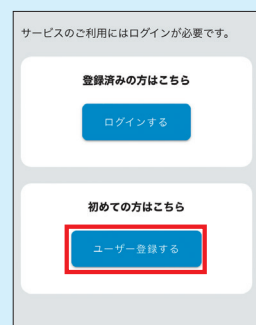 サービスのご利用にはログインが必要です。
登録済みの方はこちら
ログインする
初めての方はこちら
ユーザー登録する